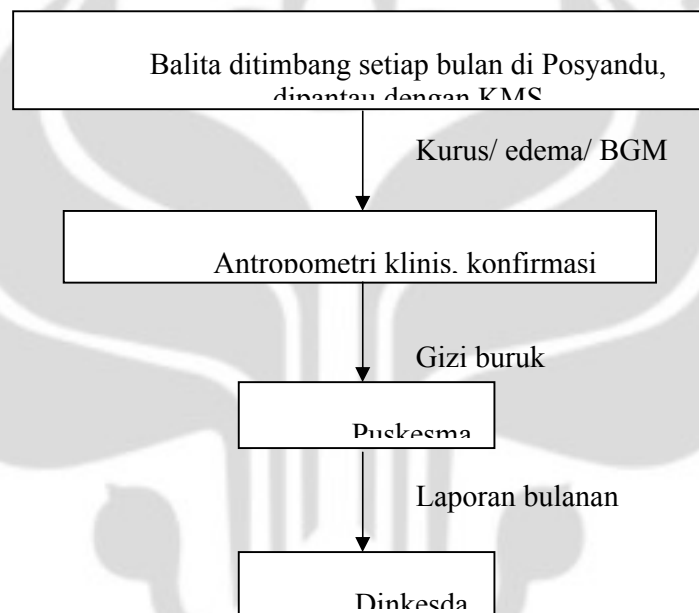 Balita ditimbang setiap bulan di Posyandu,
dipantau dengan KMS
Kurus/ edema/ BGM
Antropometri klinis, konfirmasi
Gizi buruk
Puskesma
Laporan bulanan
Dinkesda